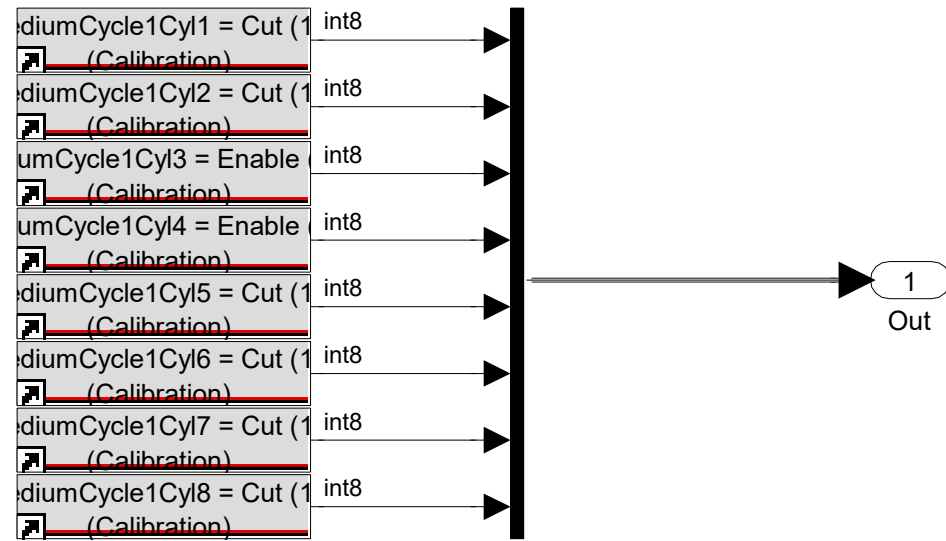 ediumCycle1Cyl1 = Cut (1
int8
(Calibration)
ediumCycle1Cyl2 = Cut (1
int8
(Calibration)
umCycle1Cyl3 = Enable (
int8
(Calibration)
umCycle1Cyl4 = Enable (
int8
(Calibration)
ediumCycle1Cyl5 = Cut (1
int8
(Calibration)
ediumCycle1Cyl6 = Cut (1
int8
(Calibration)
ediumCycle1Cyl7 = Cut (1
int8
(Calibration)
ediumCycle1Cyl8 = Cut (1
int8
(Calibration)
1
Out